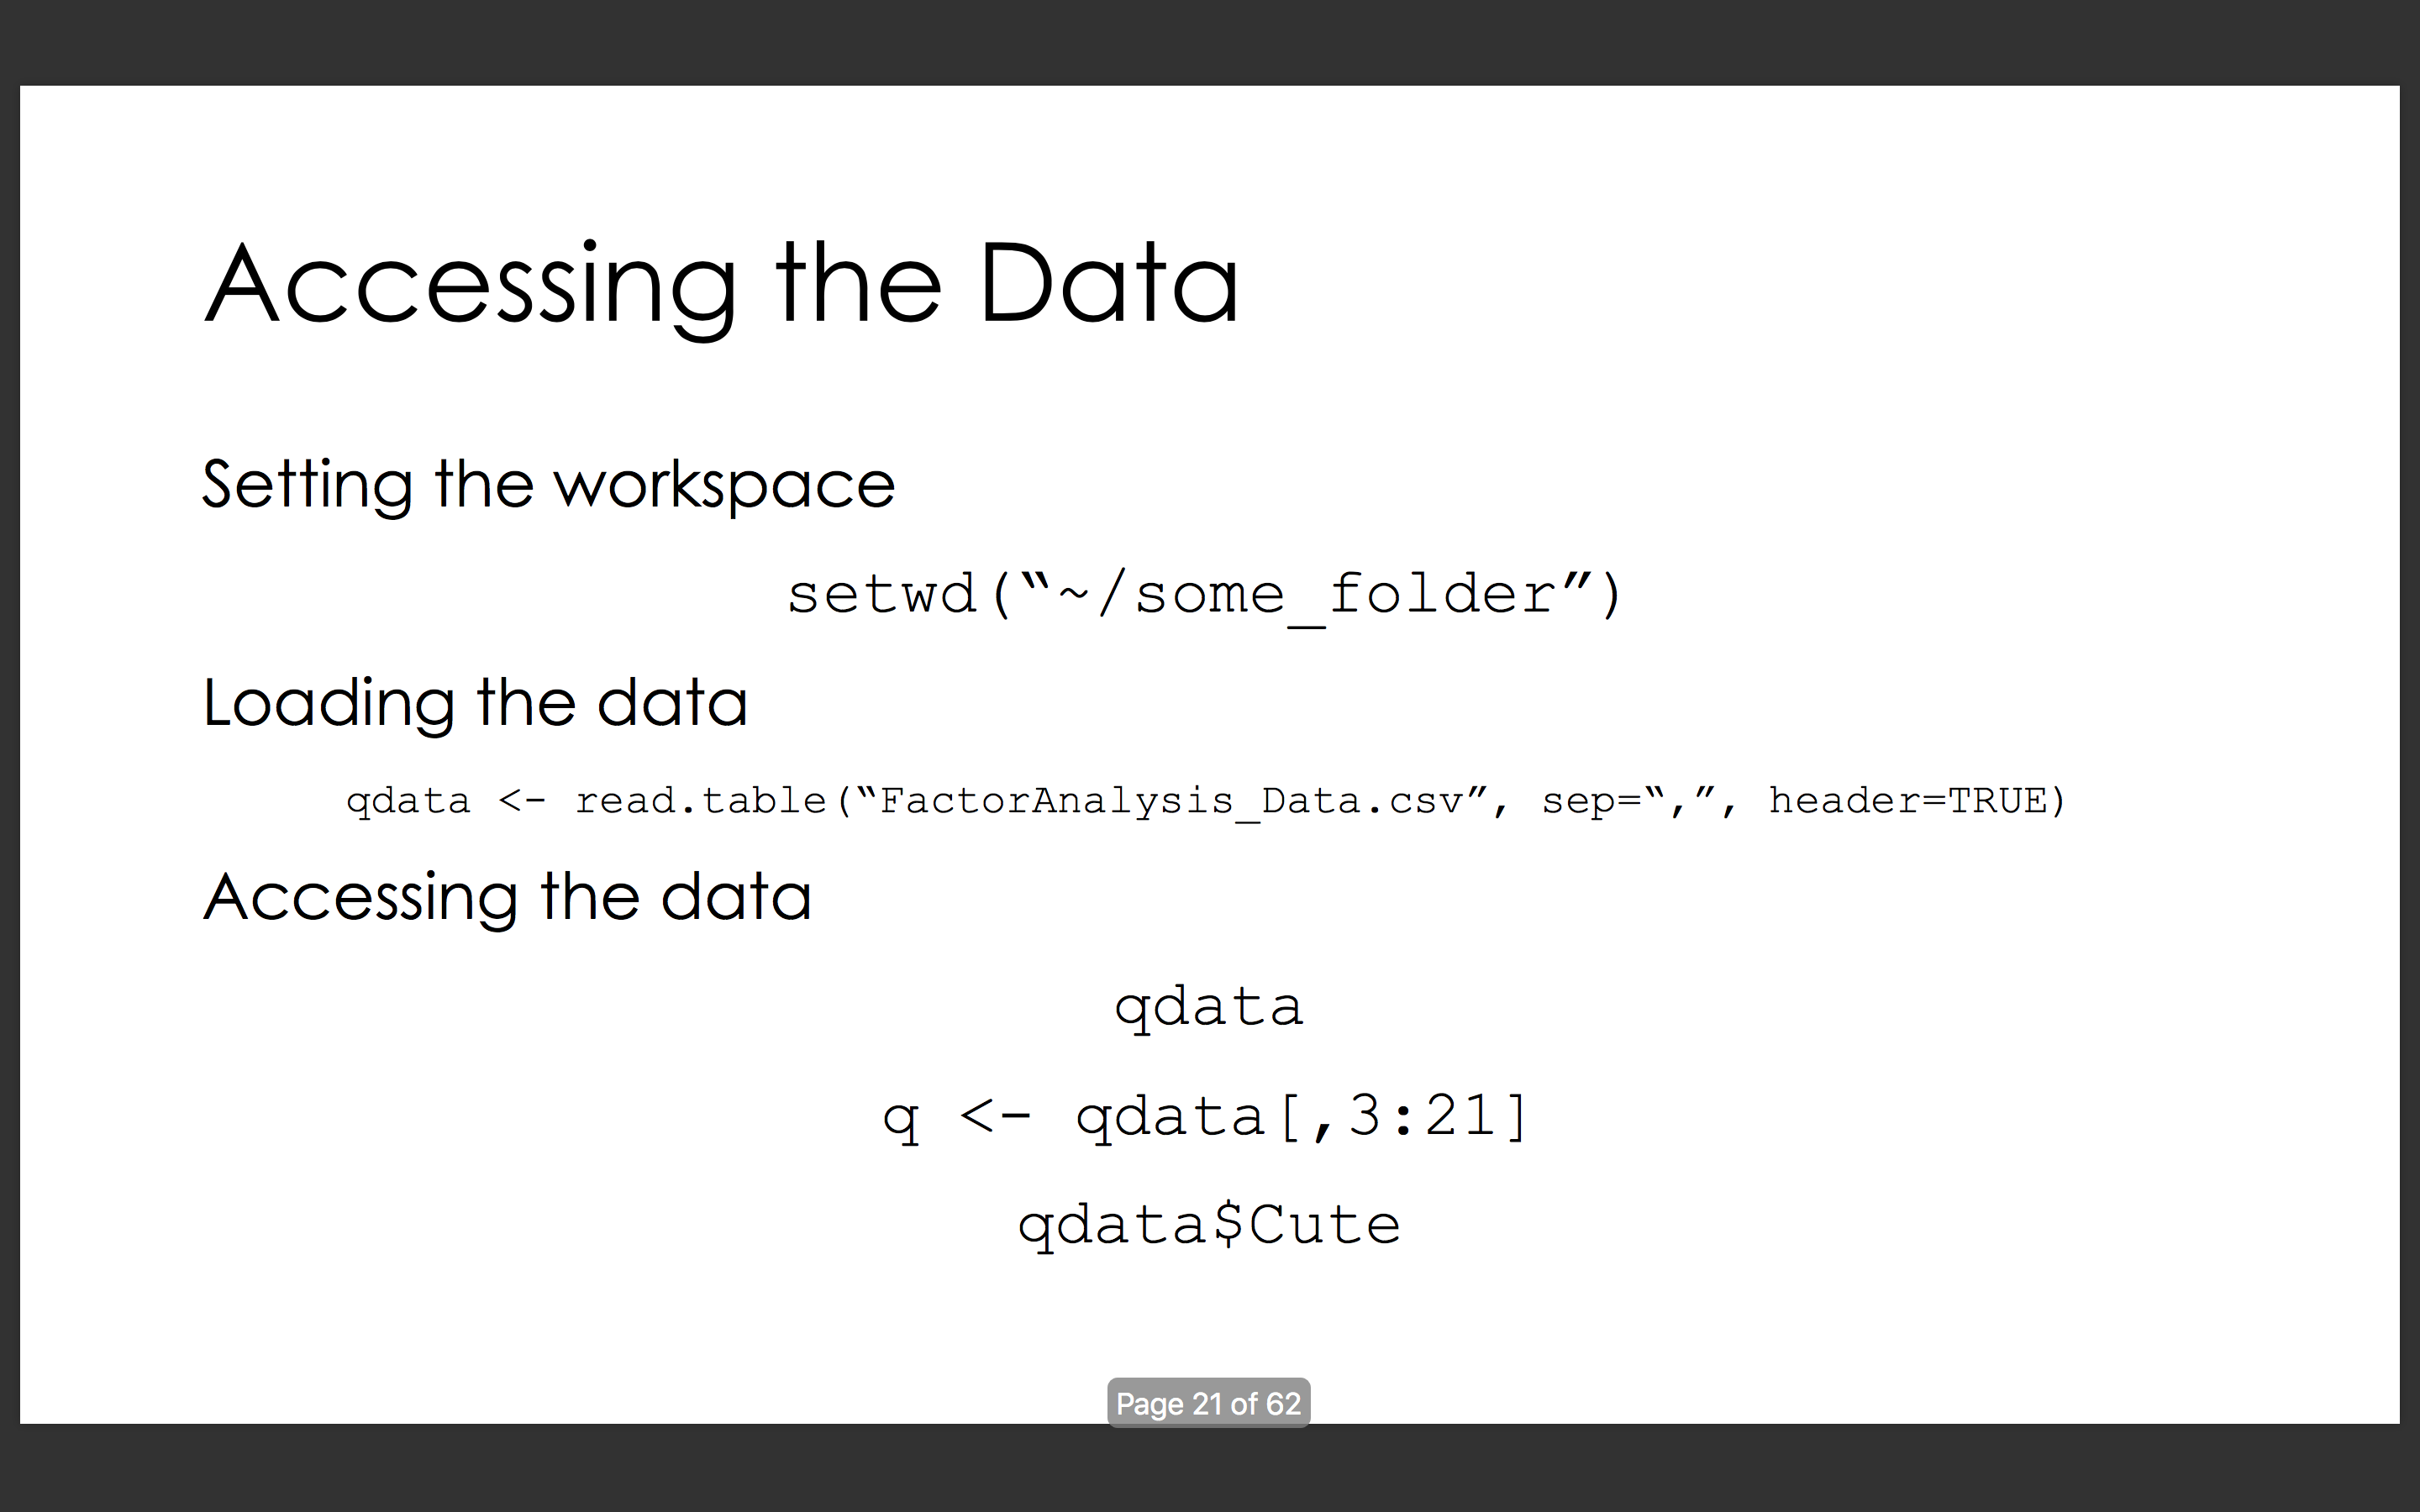 Accessing the Data
Setting the workspace
setwd(“~/some_folder”)
Loading the data
qdata <- read.table(“FactorAnalysis_Data.csv”, sep=“,”, header=TRUE)
Accessing the data
qdata
q <- qdata[,3:21]
qdata$Cute
Page 21 of 62